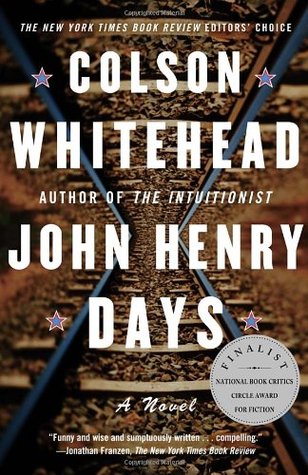 Copyrighted Material
THE NEW YORK TIMES BOOK REVIEW EDITORS' CHOICE
COLSON
WHITEHEAD
AUTHOR OF THE INTUITIONIST
JOHN HENRY
DAYS
A Novel
FINALIST
NATIONAL BOOK CRITICS
CIRCLE AWARD
FOR FICTION
"Funny and wise and sumptuously written . . . compelling."
—Jonathan Franzen, The New York Times Book Review